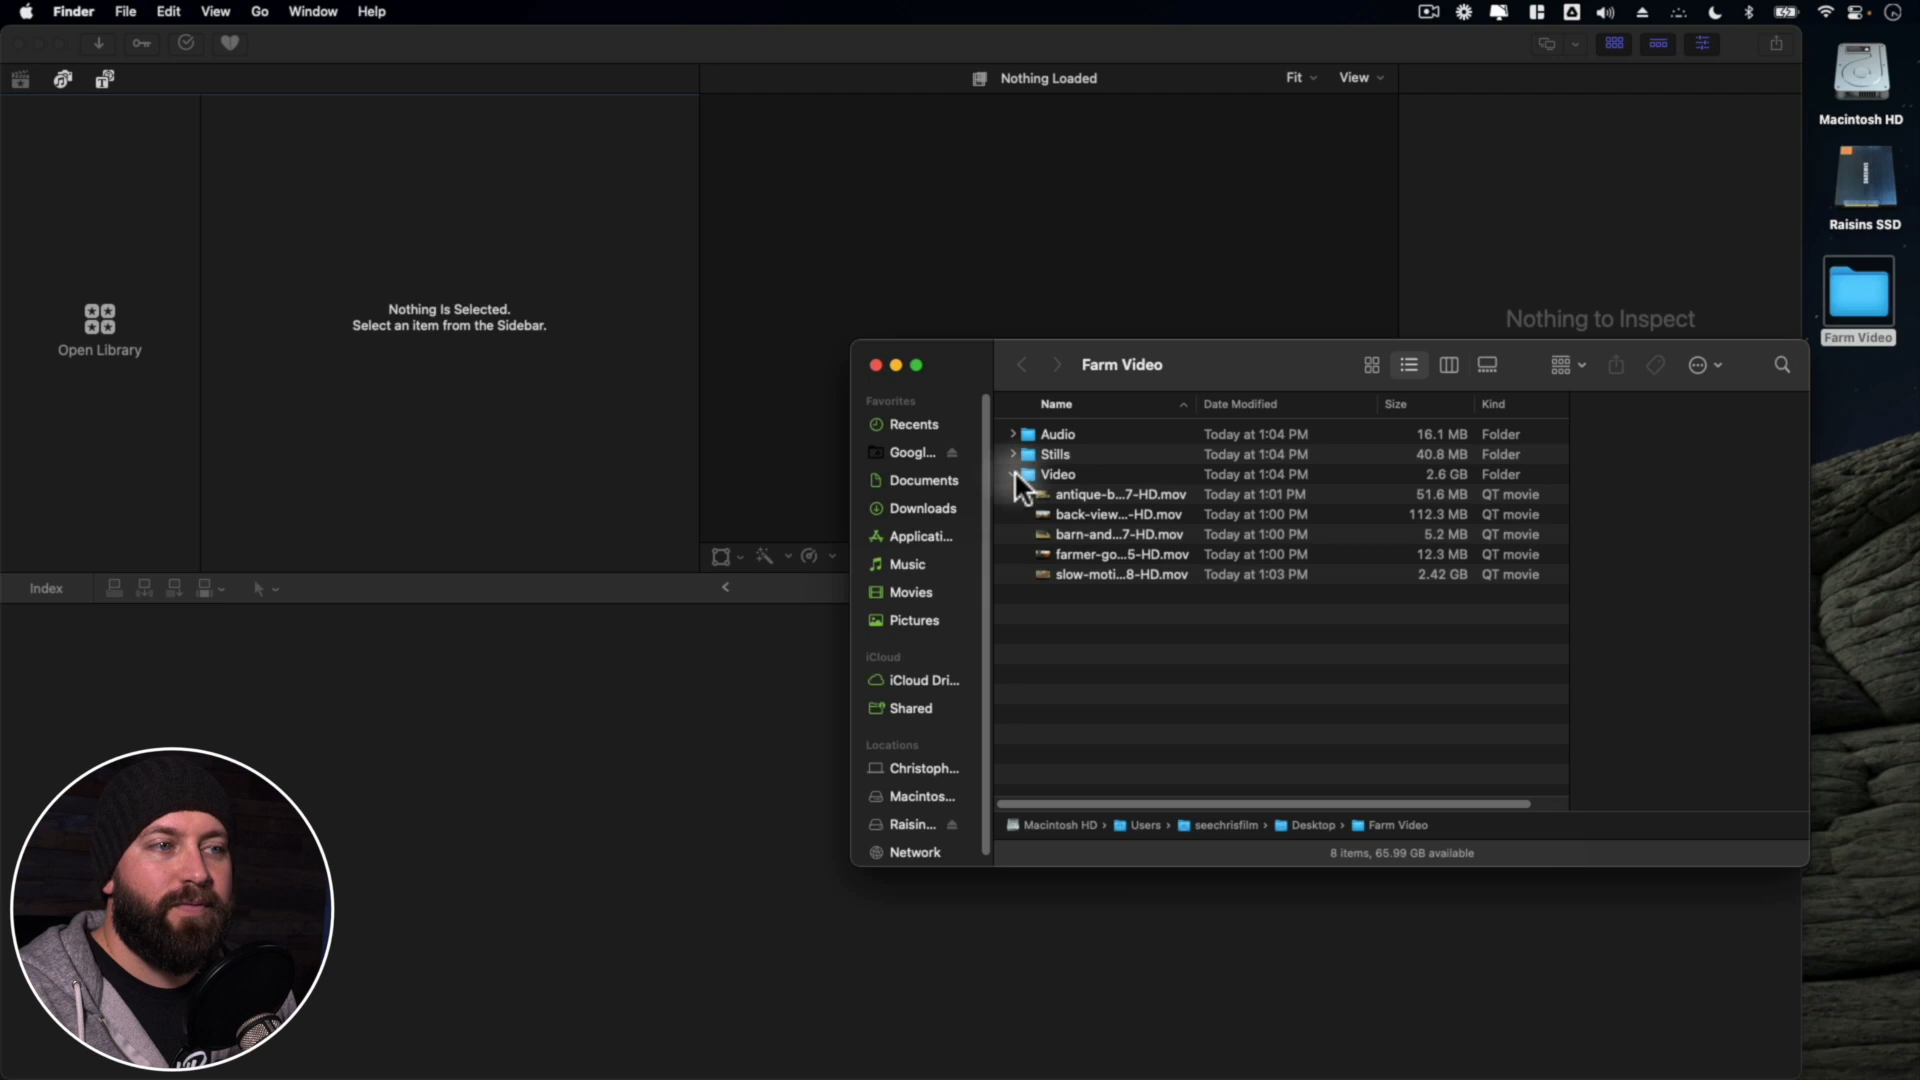 Finder File Edit View Go Window Help
Nothing Loaded
Fit
View
Macintosh HD
SAMSUNG
Raisins SSD
Farm Video
Open Library
Nothing Is Selected.
Select an item from the Sidebar.
Nothing to Inspect
Index
Farm Video
Favorites
Recents
Googl...
Documents
Downloads
Applicati...
Music
Movies
Pictures
iCloud
iCloud Dri...
Shared
Locations
Christoph...
Macintos...
Raisin...
Network
Name Date Modified Size Kind
Audio Today at 1:04 PM 16.1 MB Folder
Stills Today at 1:04 PM 40.8 MB Folder
Video Today at 1:04 PM 2.6 GB Folder
antique-b...7-HD.mov Today at 1:01 PM 51.6 MB QT movie
back-view...-HD.mov Today at 1:00 PM 112.3 MB QT movie
barn-and...7-HD.mov Today at 1:00 PM 5.2 MB QT movie
farmer-go...5-HD.mov Today at 1:00 PM 12.3 MB QT movie
slow-moti...8-HD.mov Today at 1:03 PM 2.42 GB QT movie
Macintosh HD › Users › seechrisfilm › Desktop › Farm Video
8 items, 65.99 GB available